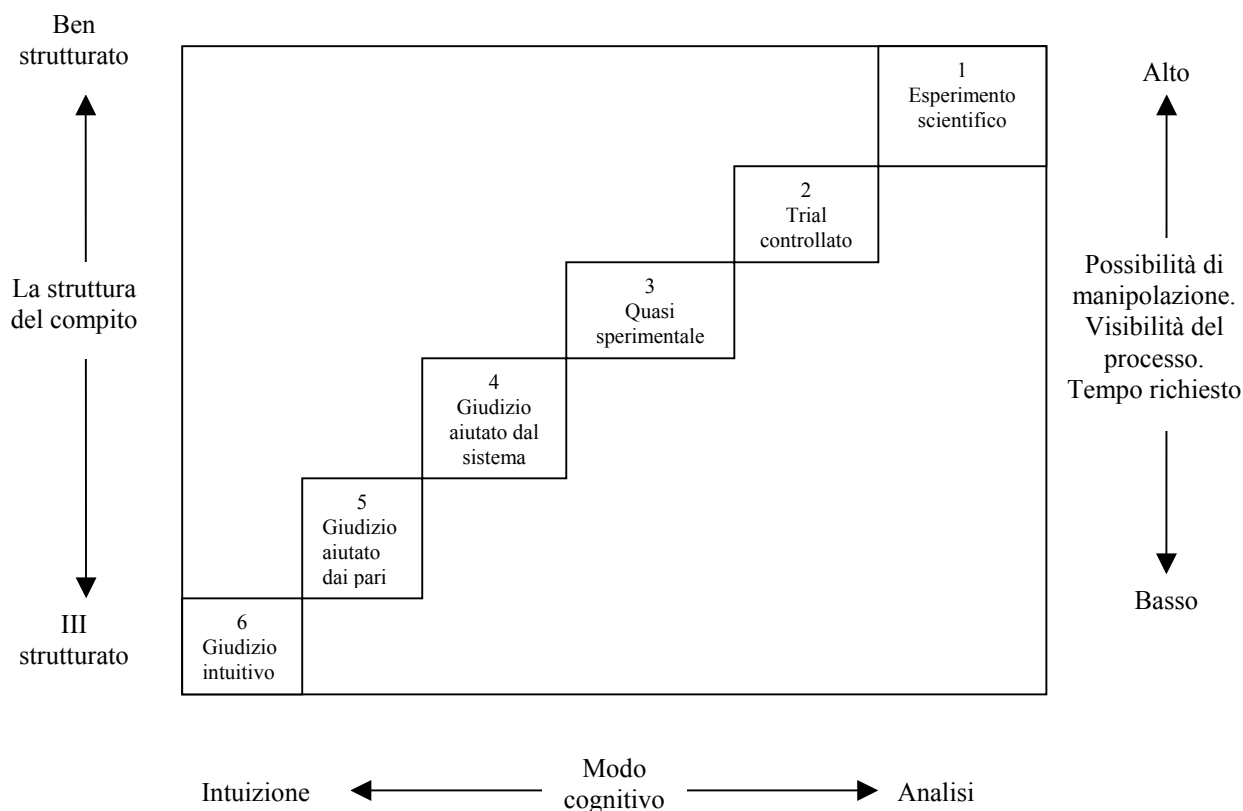 Ben
strutturato
La struttura
del compito
III
strutturato
1
Esperimento
scientifico
2
Trial
controllato
3
Quasi
sperimentale
4
Giudizio
aiutato dal
sistema
5
Giudizio
aiutato
dai pari
6
Giudizio
intuitivo
Alto
Possibilità di
manipolazione.
Visibilità del
processo.
Tempo richiesto
Basso
Intuizione
Modo
cognitivo
Analisi